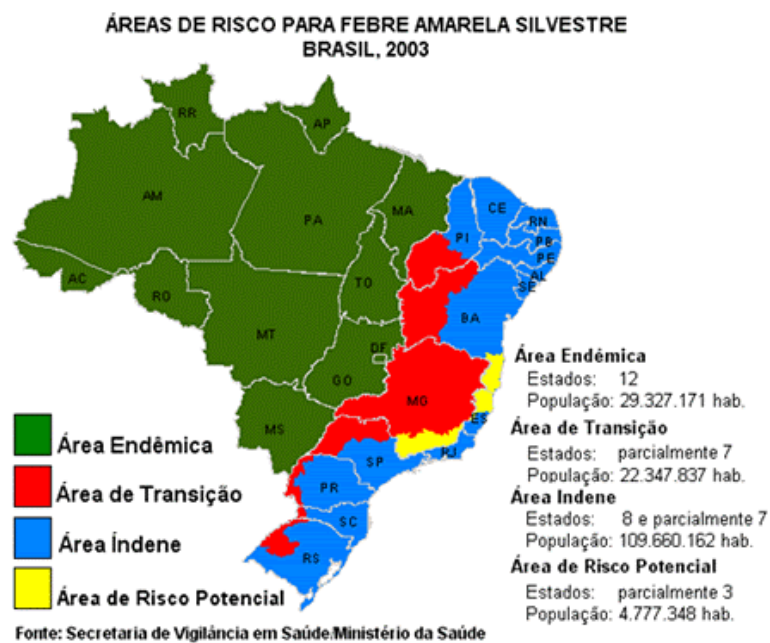 ÁREAS DE RISCO PARA FEBRE AMARELA SILVESTRE
BRASIL, 2003
RR
AP
AM
PA
MA
CE
RN
PI
PB
PE
AC
TO
AL
SE
RO
BA
MT
DF
GO
MG
ES
MS
SP
RJ
PR
SC
RS
Área Endêmica
Área de Transição
Área Índene
Área de Risco Potencial
Área Endêmica
Estados: 12
População: 29.327.171 hab.
Área de Transição
Estados: parcialmente 7
População: 22.347.837 hab.
Área Indene
Estados: 8 e parcialmente 7
População: 109.660.162 hab.
Área de Risco Potencial
Estados: parcialmente 3
População: 4.777.348 hab.
Fonte: Secretaria de Vigilância em Saúde/Ministério da Saúde